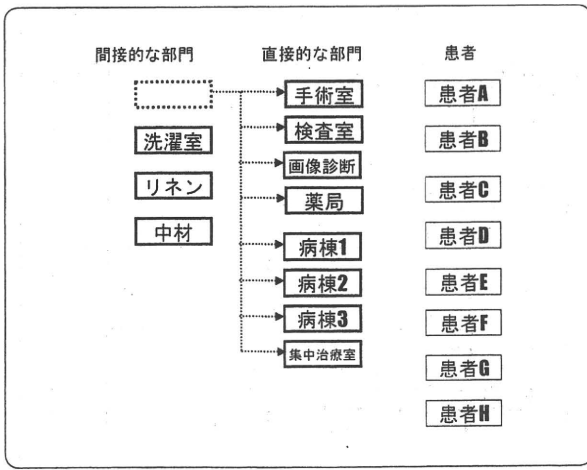 間接的な部門
直接的な部門
患者
手術室
患者A
洗濯室
検査室
患者B
画像診断
リネン
薬局
患者C
中材
病棟1
患者D
病棟2
患者E
病棟3
患者F
集中治療室
患者G
患者H